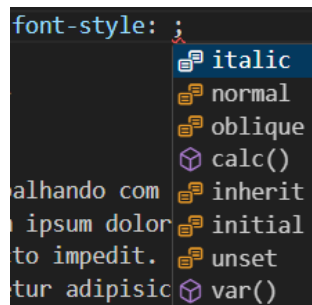 font-style: ;
italic
normal
oblique
calc()
inherit
initial
unset
var()
alhando com
ipsum dolor
to impedit.
tur adipisic